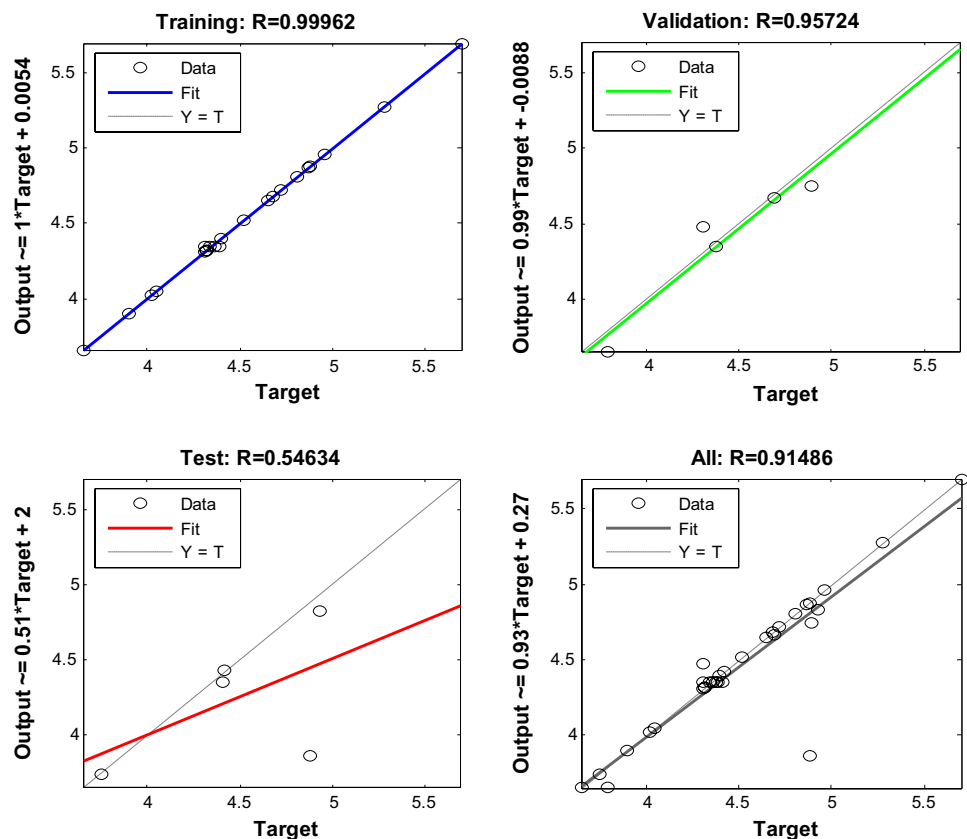 Training: R=0.99962
Output ~= 1*Target + 0.0054
Data
Fit
Y = T
5.5
5
4.5
4
4 4.5 5 5.5
Target
Validation: R=0.95724
Output ~= 0.99*Target + -0.0088
Data
Fit
Y = T
5.5
5
4.5
4
4 4.5 5 5.5
Target
Test: R=0.54634
Output ~= 0.51*Target + 2
Data
Fit
Y = T
5.5
5
4.5
4
4 4.5 5 5.5
Target
All: R=0.91486
Output ~= 0.93*Target + 0.27
Data
Fit
Y = T
5.5
5
4.5
4
4 4.5 5 5.5
Target